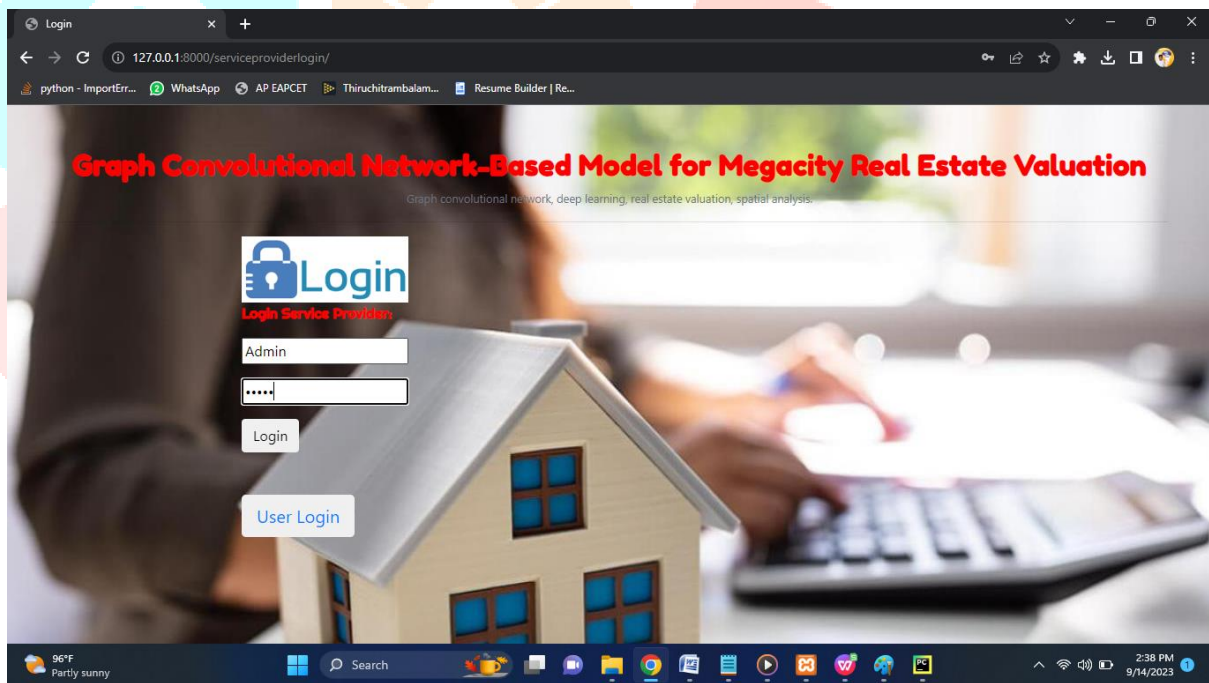 Login
127.0.0.1:8000/serviceproviderlogin/
python - ImportErr... WhatsApp AP EAPCET Thiruchitrambalam... Resume Builder | Re...
Graph Convolutional Network-Based Model for Megacity Real Estate Valuation
Graph convolutional network, deep learning, real estate valuation, spatial analysis.
Login
Login Service Provider:
Admin
•••••
Login
User Login
96°F
Partly sunny
Search
2:38 PM
9/14/2023
1